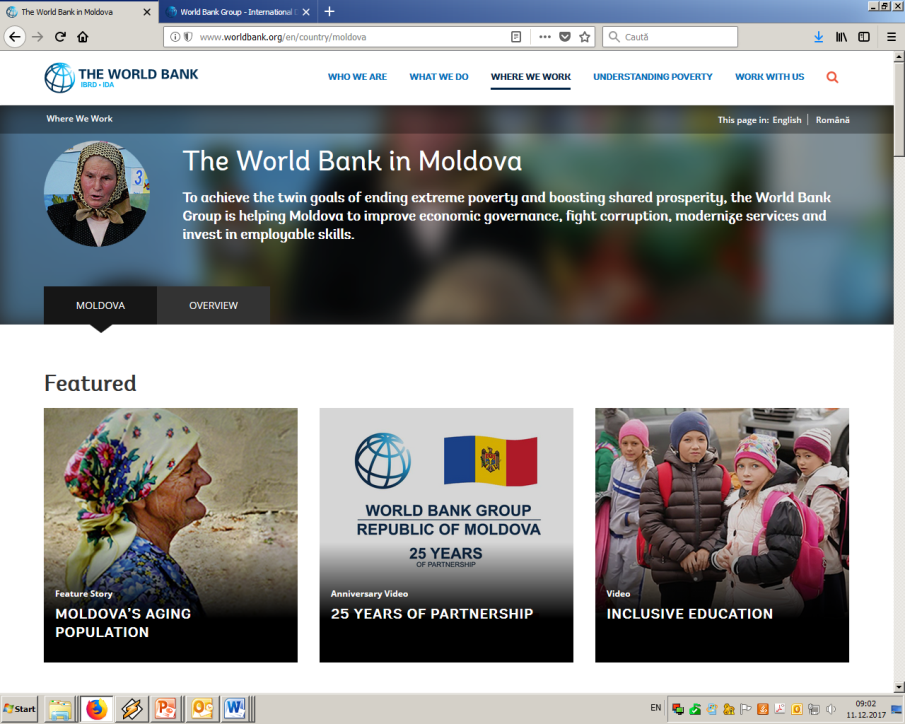 The World Bank in Moldova
World Bank Group - International D
www.worldbank.org/en/country/moldova
Caută
THE WORLD BANK
IBRD • IDA
WHO WE ARE
WHAT WE DO
WHERE WE WORK
UNDERSTANDING POVERTY
WORK WITH US
Where We Work
This page in: English | Română
3
The World Bank in Moldova
To achieve the twin goals of ending extreme poverty and boosting shared prosperity, the World Bank
Group is helping Moldova to improve economic governance, fight corruption, modernize services and
invest in employable skills.
MOLDOVA
OVERVIEW
Featured
Feature Story
MOLDOVA'S AGING
POPULATION
WORLD BANK GROUP
REPUBLIC OF MOLDOVA
25 YEARS
OF PARTNERSHIP
Anniversary Video
25 YEARS OF PARTNERSHIP
Video
INCLUSIVE EDUCATION
Start
EN
09:02
11.12.2017